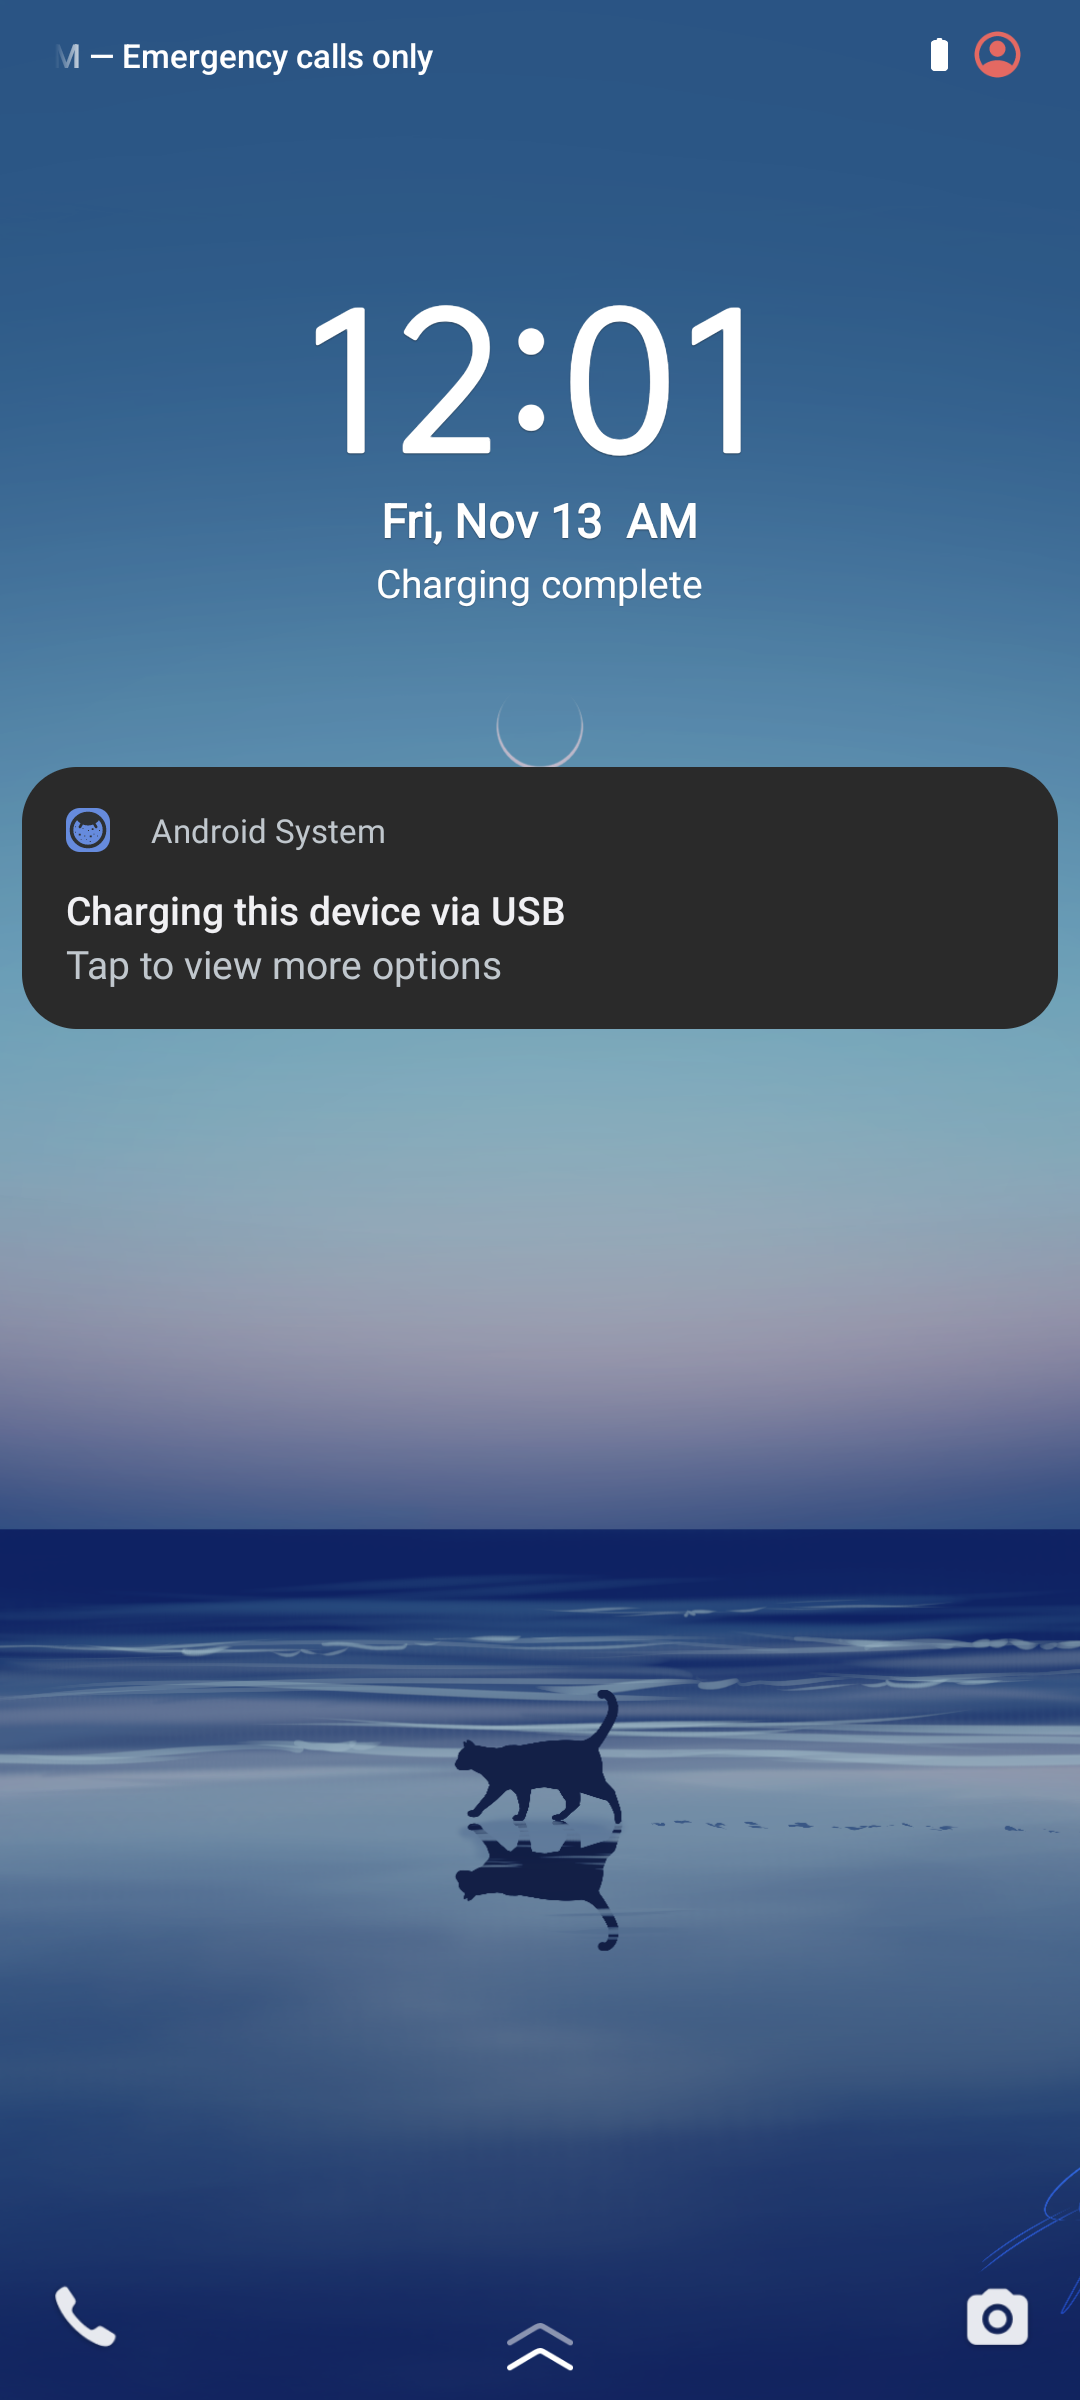 M — Emergency calls only
12:01
Fri, Nov 13 AM
Charging complete
Android System
Charging this device via USB
Tap to view more options